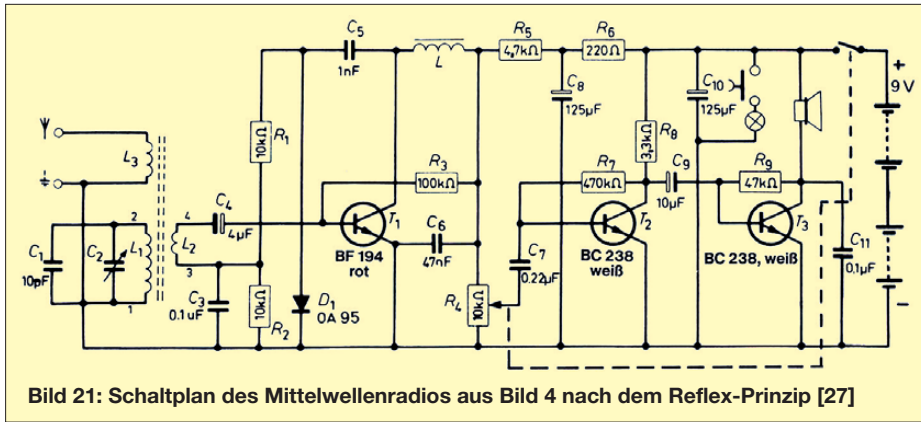 C5
1nF
L
R5
4,7kΩ
R6
220Ω
C8
125µF
C10
125µF
+
9V
R1
10kΩ
L3
R3
100kΩ
R8
3,3kΩ
R7
470kΩ
C9
10µF
R9
47kΩ
4
C4
4µF
T1
BF 194
rot
C6
47nF
T2
BC 238
weiß
T3
BC 238, weiß
C1
10pF
C2
2
L1
1
L2
3
C3
0.1uF
10kΩ
R2
D1
0A 95
R4
10kΩ
C7
0.22µF
C11
0,1µF
-
Bild 21: Schaltplan des Mittelwellenradios aus Bild 4 nach dem Reflex-Prinzip [27]